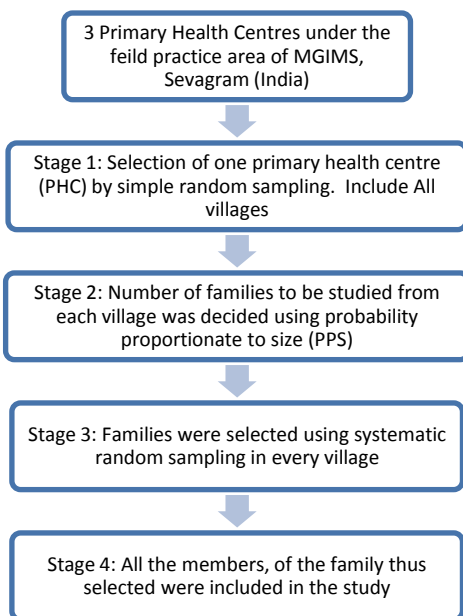 3 Primary Health Centres under the
feild practice area of MGIMS,
Sevagram (India)
Stage 1: Selection of one primary health centre
(PHC) by simple random sampling.  Include All
villages
Stage 2: Number of families to be studied from
each village was decided using probability
proportionate to size (PPS)
Stage 3: Families were selected using systematic
random sampling in every village
Stage 4: All the members, of the family thus
selected were included in the study